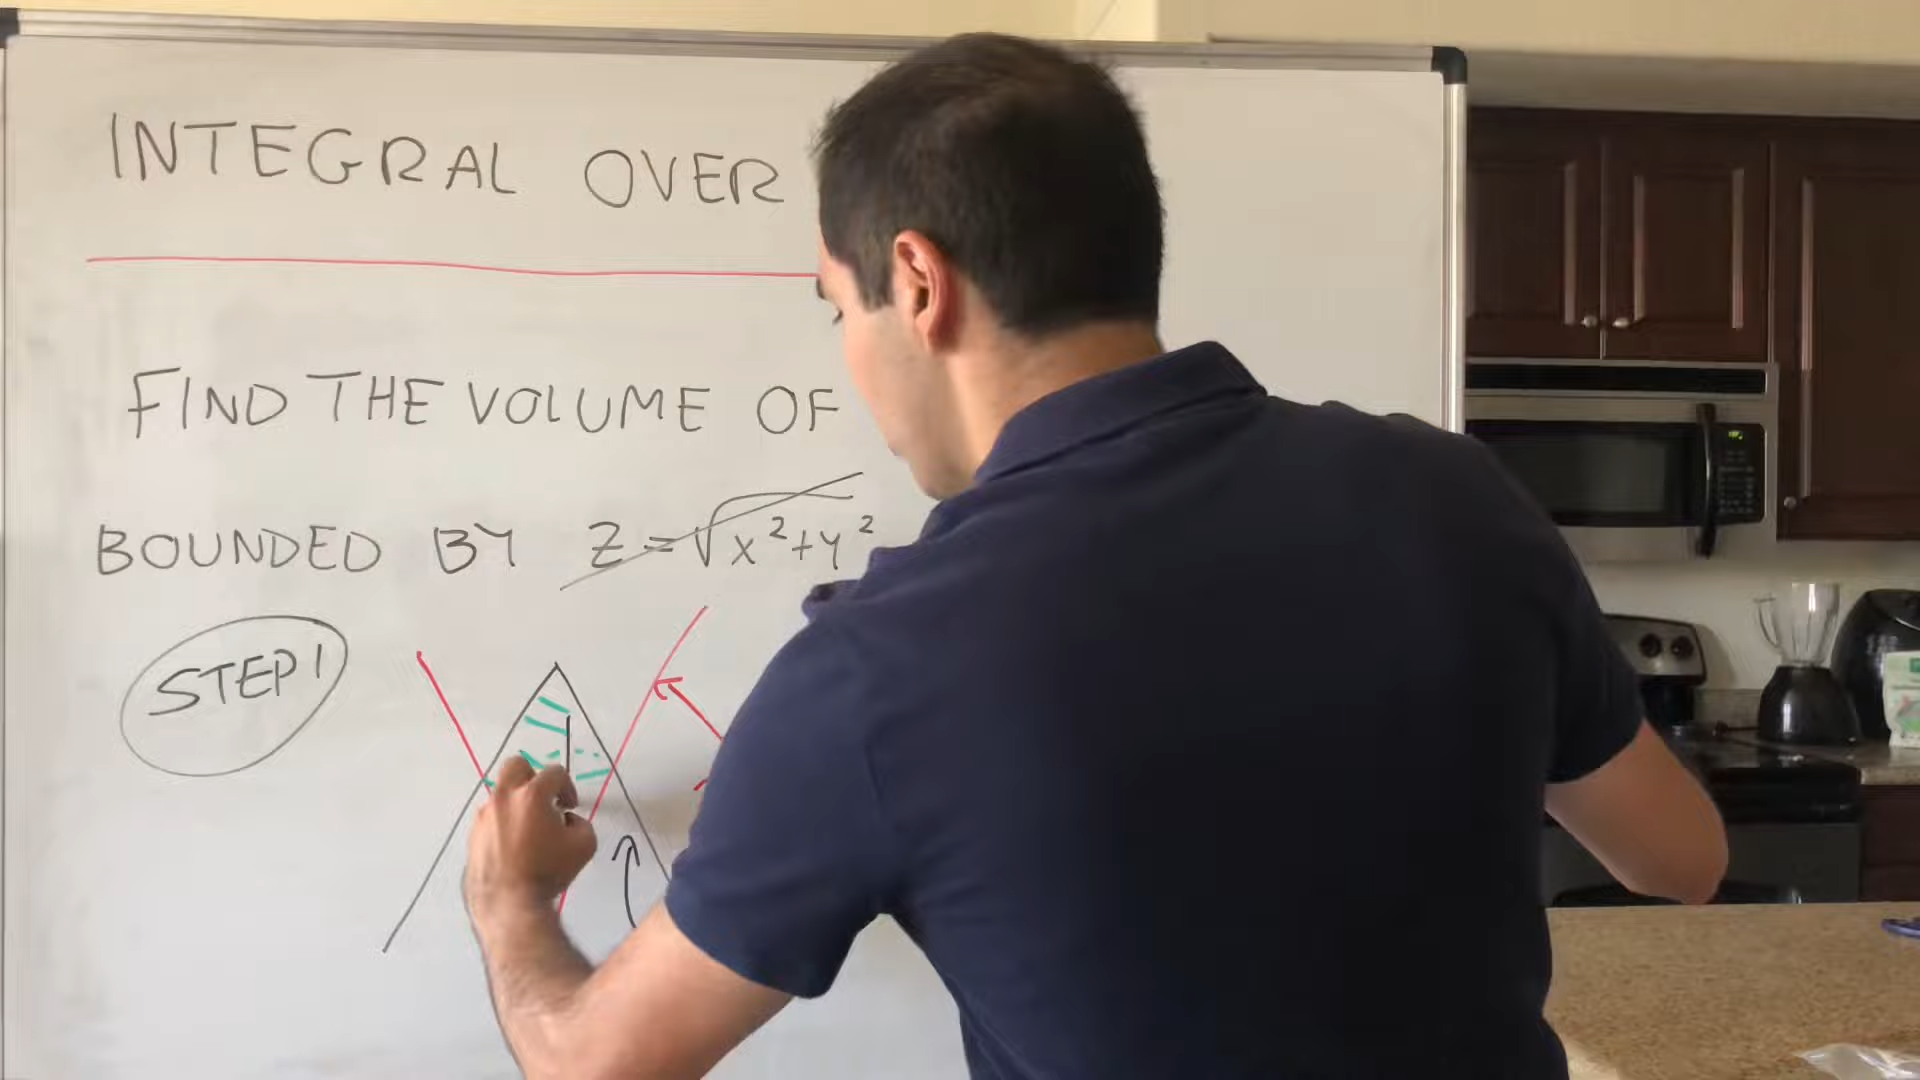 INTEGRAL OVER
FIND THE VOLUME OF
BOUNDED BY z = √x²+y²
STEP 1